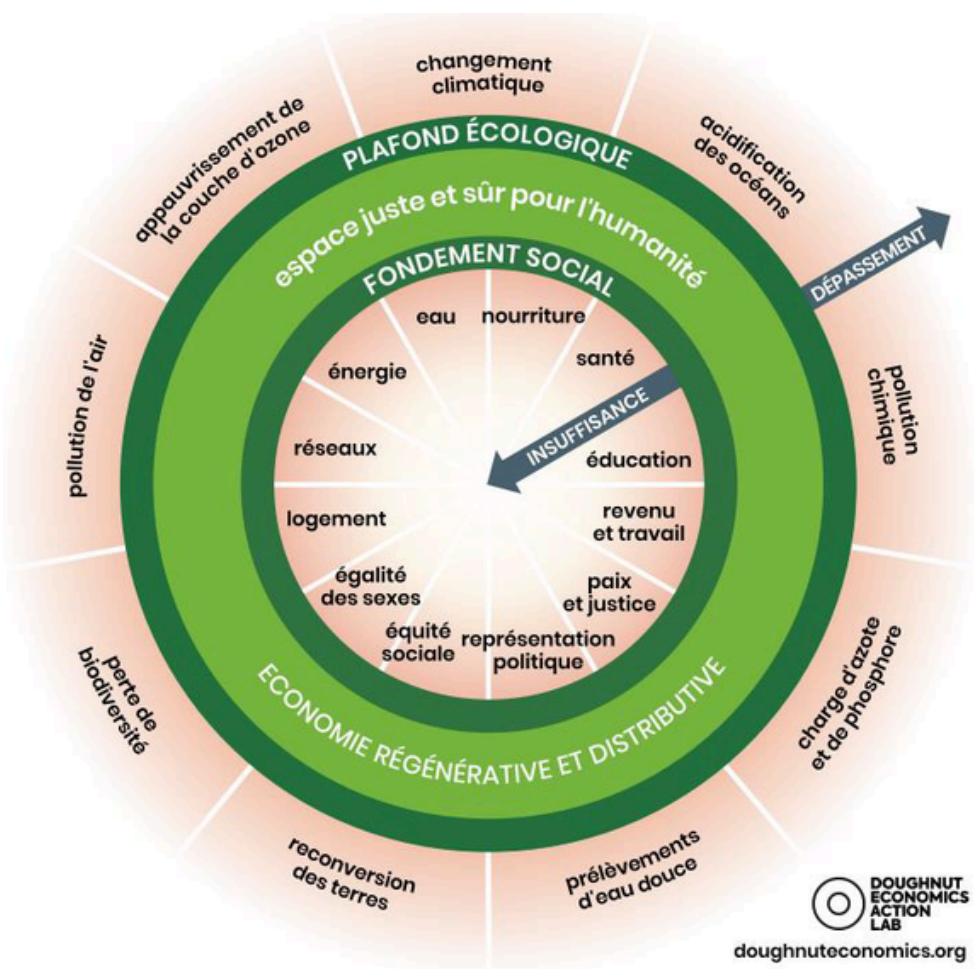 changement
climatique
acidification
des océans
DÉPASSEMENT
pollution
chimique
charge d'azote
et de phosphore
prélèvements
d'eau douce
reconversion
des terres
perte de
biodiversité
pollution de l'air
appauvrissement de
la couche d'ozone
PLAFOND ÉCOLOGIQUE
espace juste et sûr pour l'humanité
FONDEMENT SOCIAL
eau
nourriture
santé
INSUFFISANCE
éducation
revenu
et travail
paix
et justice
représentation
politique
équité
sociale
égalité
des sexes
logement
réseaux
énergie
ECONOMIE RÉGÉNÉRATIVE ET DISTRIBUTIVE
DOUGHNUT
ECONOMICS
ACTION
LAB
doughnuteconomics.org